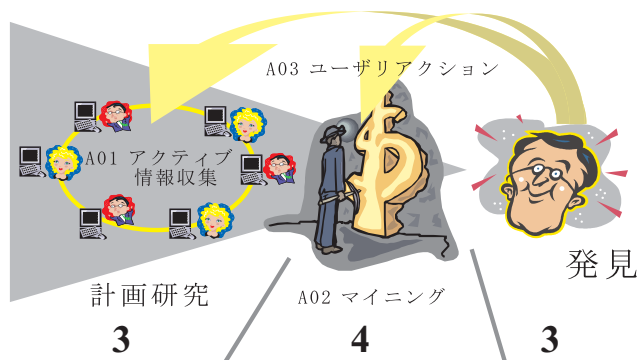 A03 ユーザリアクション
A01 アクティブ
情報収集
発見
計画研究
A02 マイニング
3
4
3